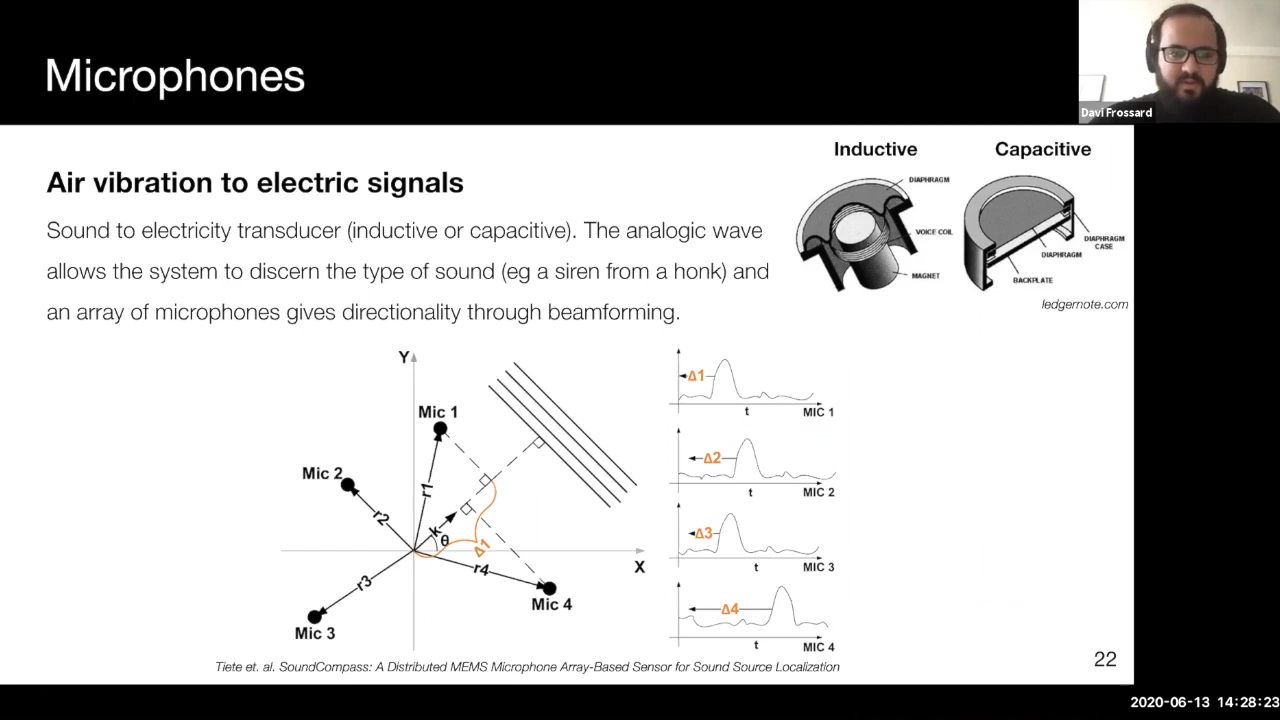 Microphones
Davi Frossard
Air vibration to electric signals
Sound to electricity transducer (inductive or capacitive). The analogic wave
allows the system to discern the type of sound (eg a siren from a honk) and
an array of microphones gives directionality through beamforming.
Inductive
DIAPHRAGM
VOICE COIL
MAGNET
Capacitive
DIAPHRAGM
CASE
DIAPHRAGM
BACKPLATE
ledgernote.com
Y
Mic 1
Mic 2
r1
r2
k
θ
Δ1
X
r3
r4
Mic 4
Mic 3
Δ1
t
MIC 1
Δ2
t
MIC 2
Δ3
t
MIC 3
Δ4
t
MIC 4
Tiete et. al. SoundCompass: A Distributed MEMS Microphone Array-Based Sensor for Sound Source Localization
22
2020-06-13 14:28:23